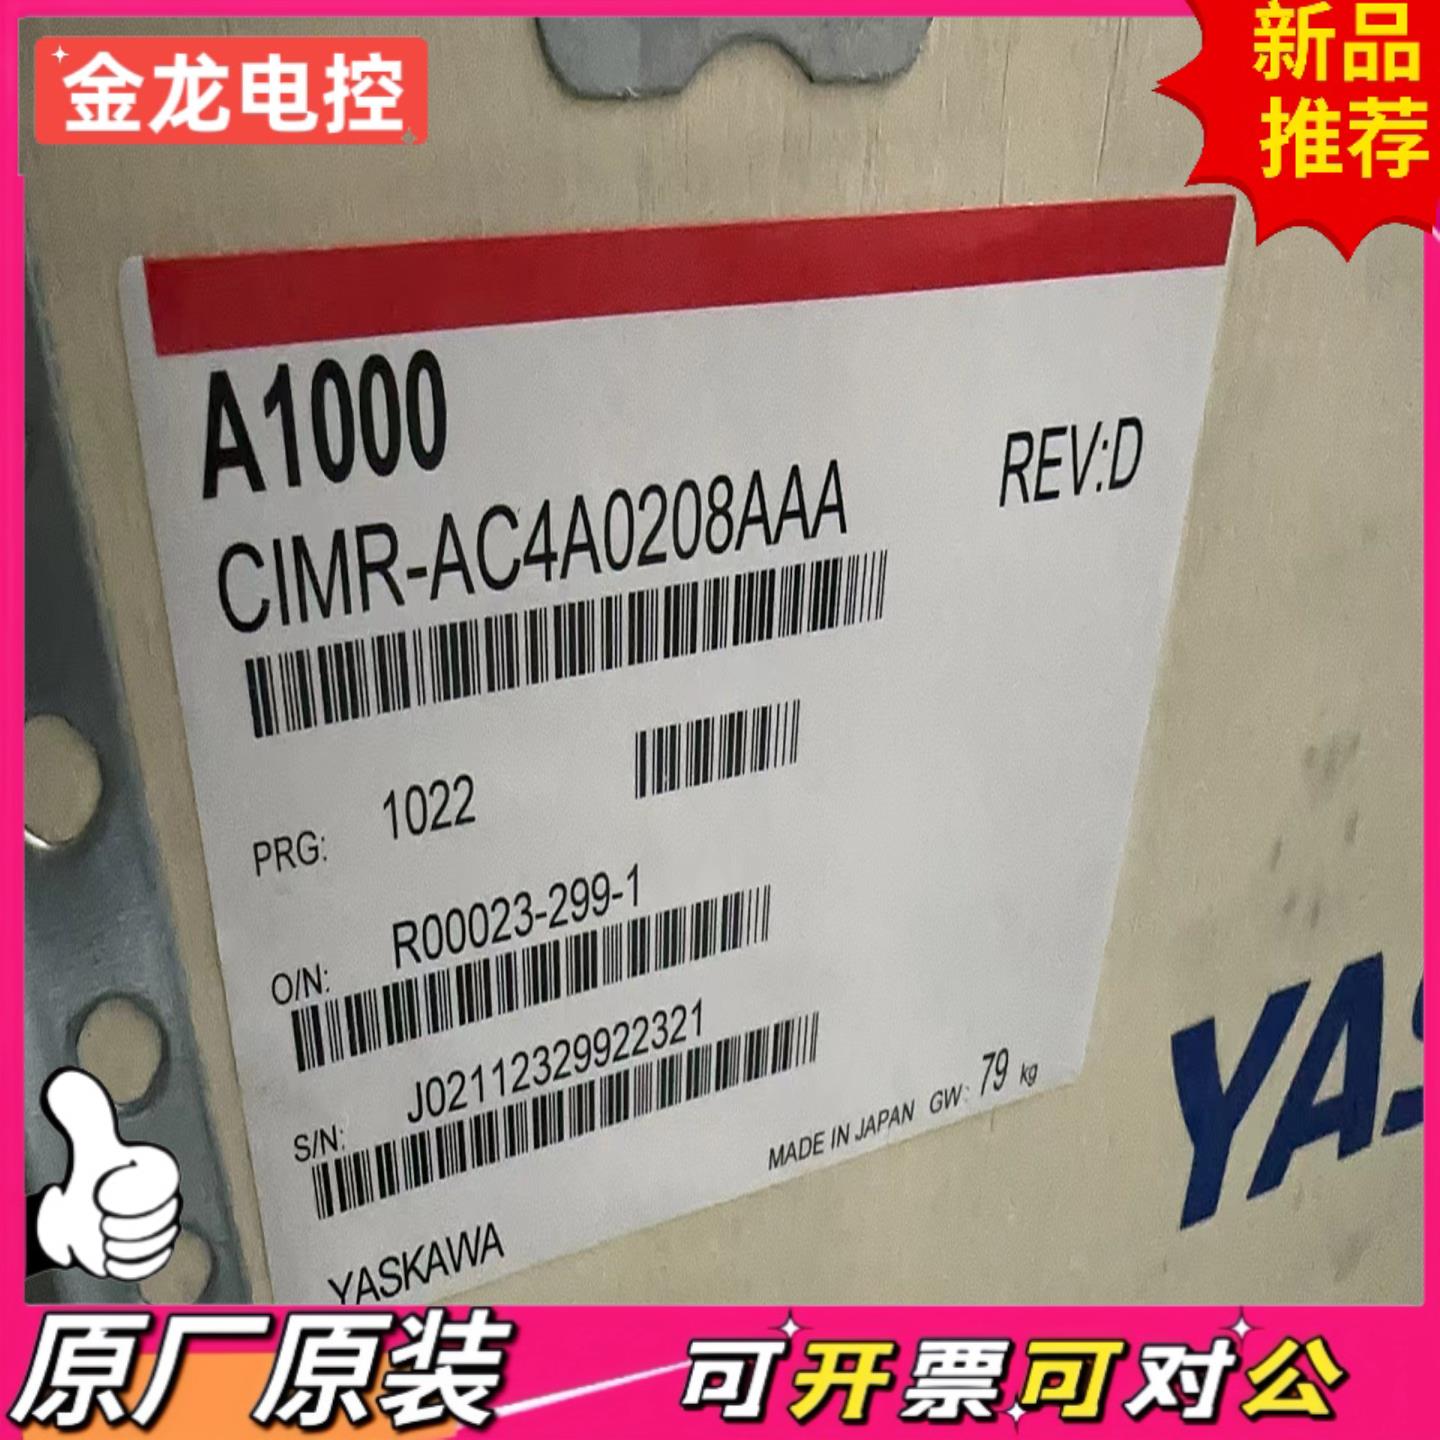 金龙电控
新品
推荐
A1000
REV:D
CIMR-AC4A0208AAA
PRG: 1022
O/N: R00023-299-1
S/N: J02112329922321
MADE IN JAPAN GW: 79 kg
YASKAWA
YAS
原厂原装
可开票可对公